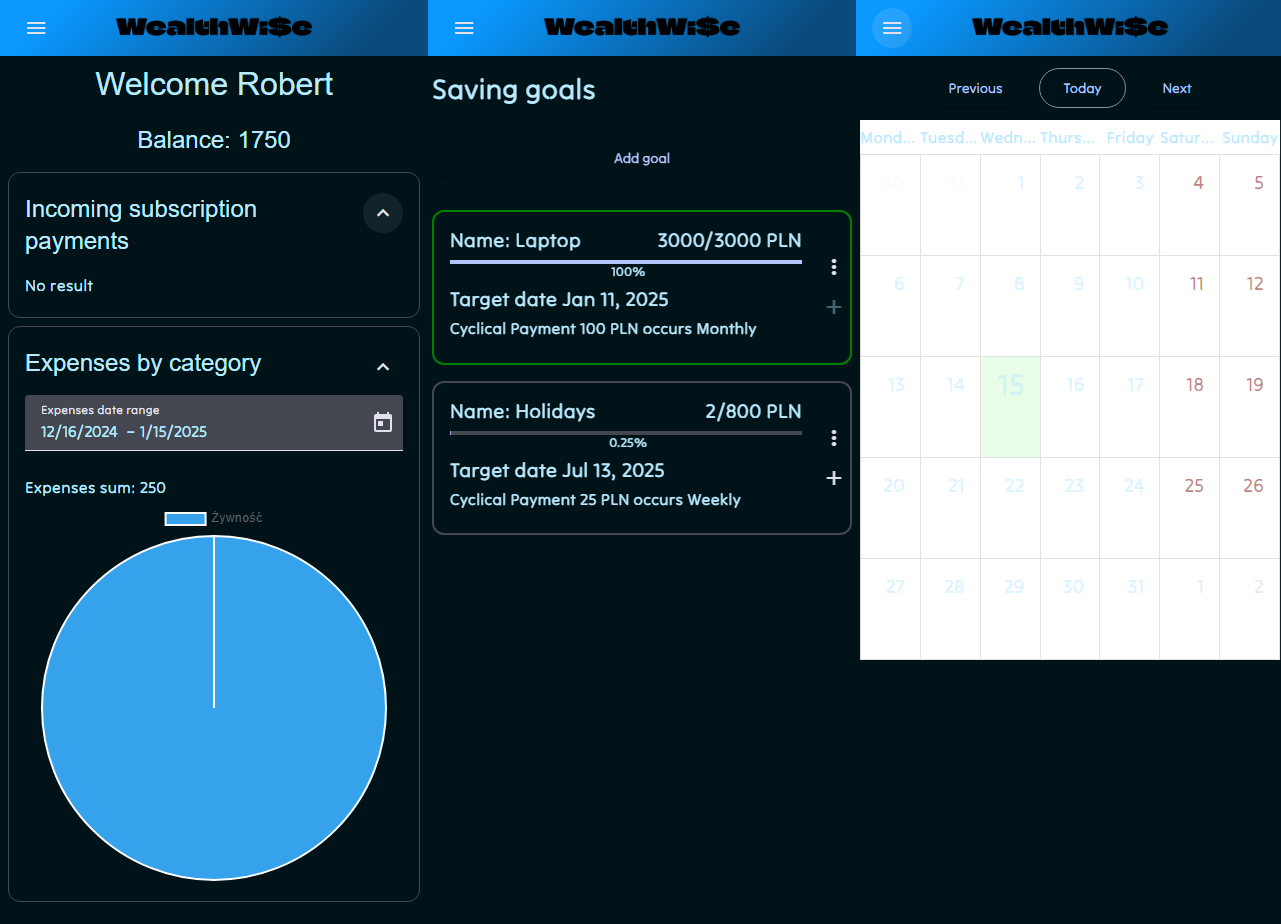 WealthWi$e
Welcome Robert
Balance: 1750
Incoming subscription
payments
No result
Expenses by category
Expenses date range
12/16/2024 – 1/15/2025
Expenses sum: 250
Żywność
WealthWi$e
Saving goals
Add goal
Name: Laptop 3000/3000 PLN
100%
Target date Jan 11, 2025
Cyclical Payment 100 PLN occurs Monthly
Name: Holidays 2/800 PLN
0.25%
Target date Jul 13, 2025
Cyclical Payment 25 PLN occurs Weekly
WealthWi$e
Previous Today Next
Mond... Tuesd... Wedn... Thurs... Friday Satur... Sunday
30 31 1 2 3 4 5
6 7 8 9 10 11 12
13 14 15 16 17 18 19
20 21 22 23 24 25 26
27 28 29 30 31 1 2